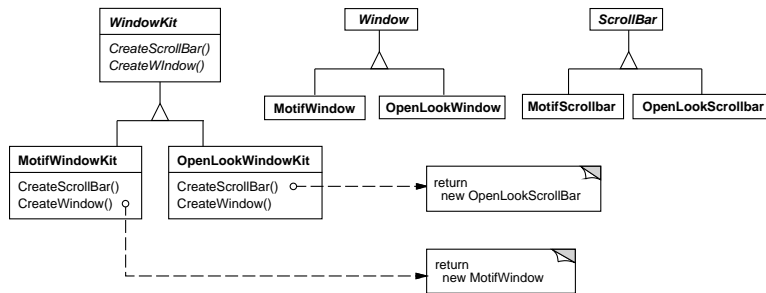 WindowKit
CreateScrollBar()
CreateWIndow()
Window
MotifWindow
OpenLookWindow
ScrollBar
MotifScrollbar
OpenLookScrollbar
MotifWindowKit
CreateScrollBar()
CreateWindow()
OpenLookWindowKit
CreateScrollBar()
CreateWindow()
return
new OpenLookScrollBar
return
new MotifWindow